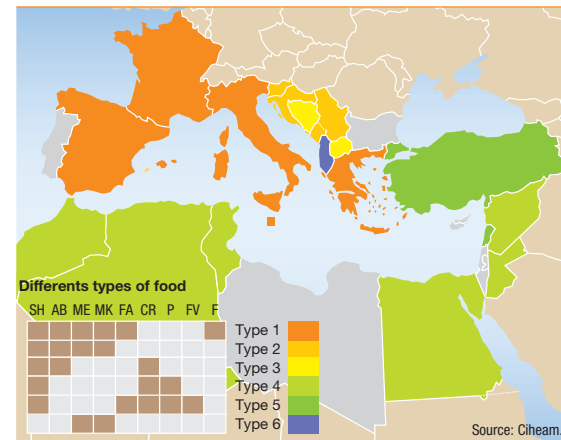 Differents types of food
SH AB ME MK FA CR P FV F
Type 1
Type 2
Type 3
Type 4
Type 5
Type 6
Source: Ciheam.